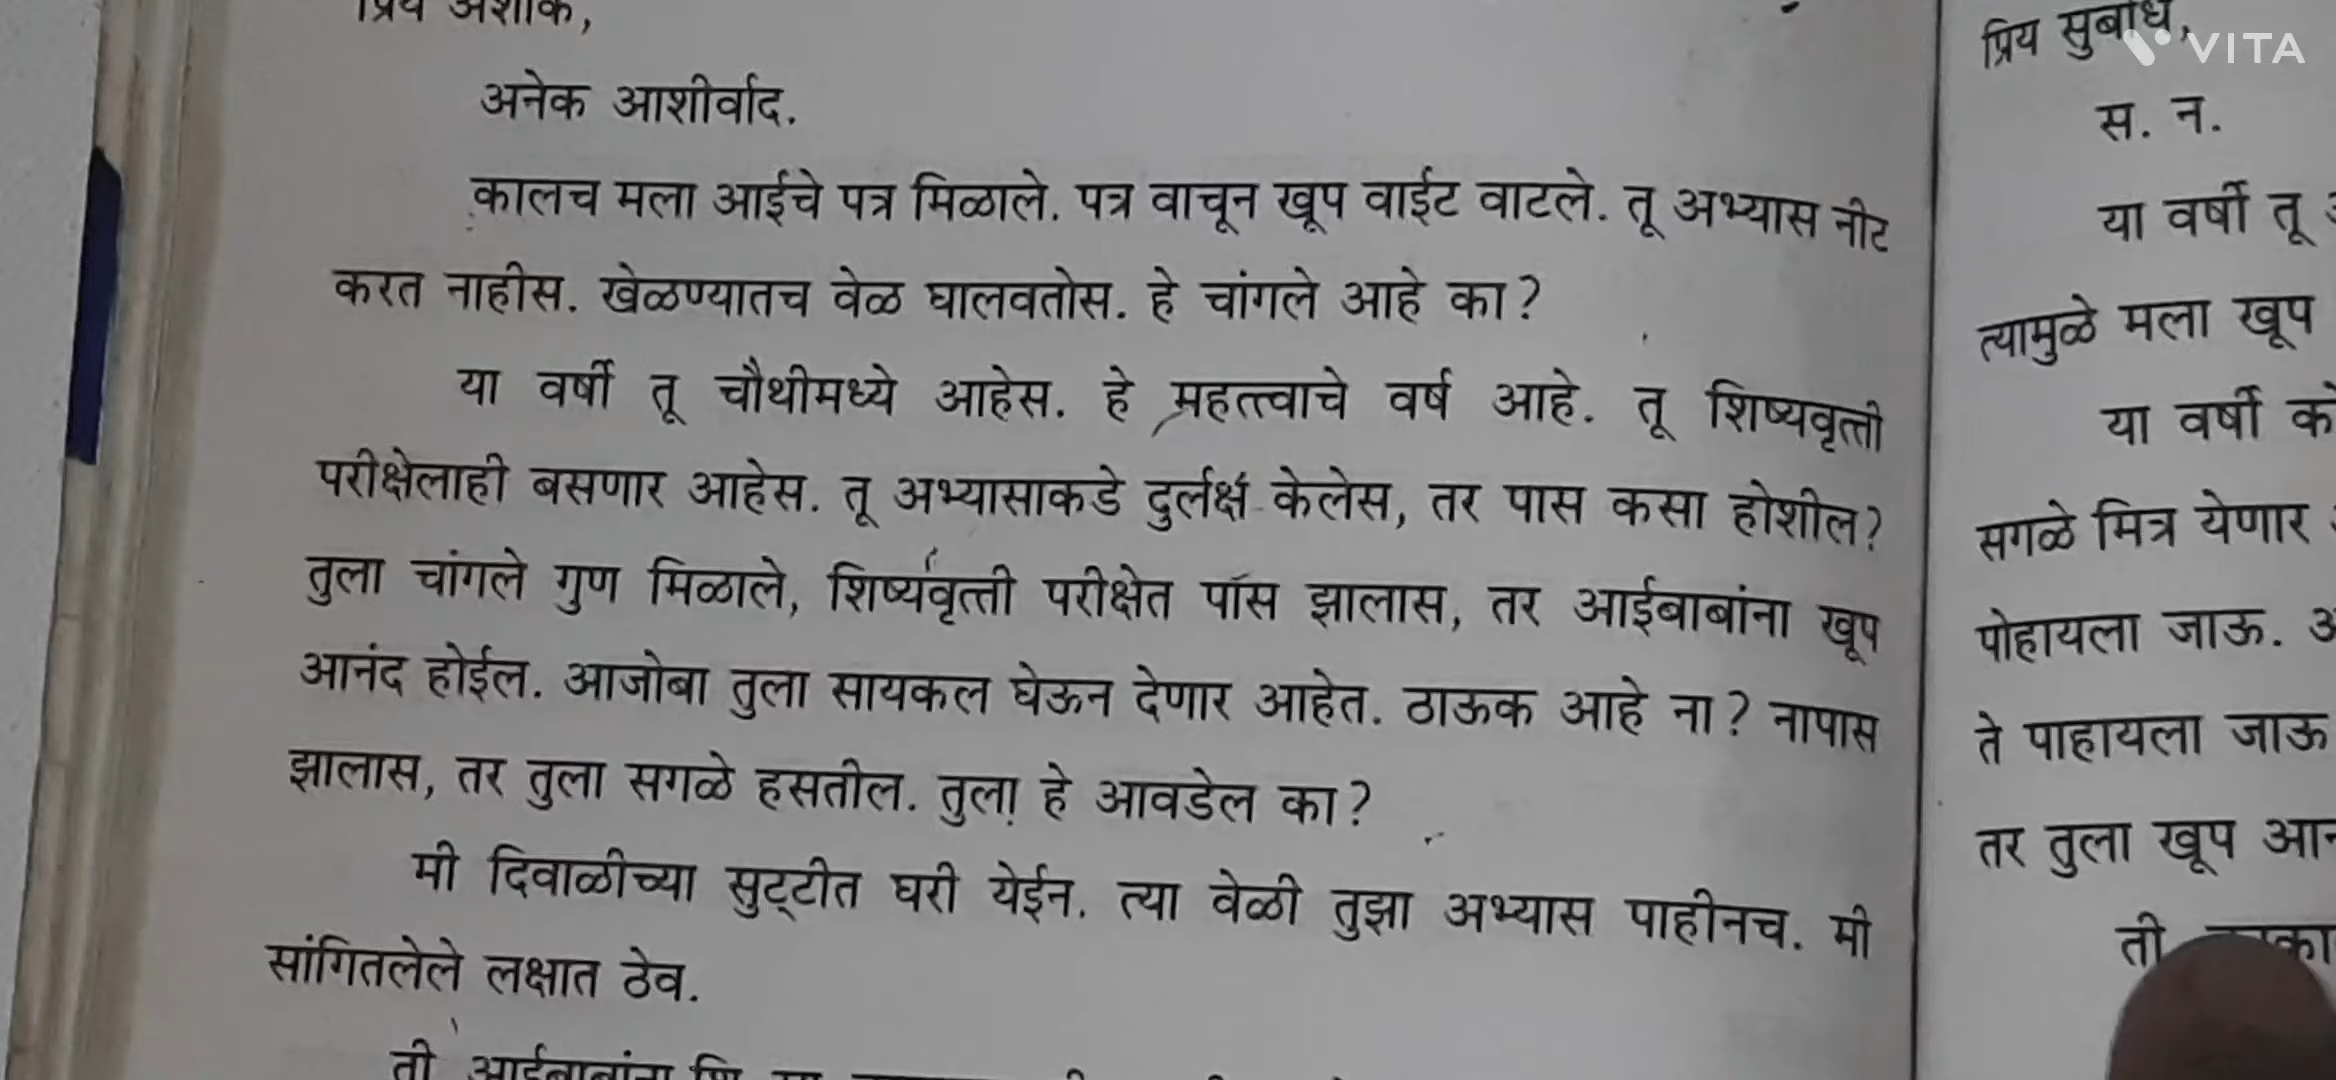 प्रिय अशोक,
अनेक आशीर्वाद.
कालच मला आईचे पत्र मिळाले. पत्र वाचून खूप वाईट वाटले. तू अभ्यास नीट
करत नाहीस. खेळण्यातच वेळ घालवतोस. हे चांगले आहे का?
या वर्षी तू चौथीमध्ये आहेस. हे महत्त्वाचे वर्ष आहे. तू शिष्यवृत्ती
परीक्षेलाही बसणार आहेस. तू अभ्यासाकडे दुर्लक्ष केलेस, तर पास कसा होशील?
तुला चांगले गुण मिळाले, शिष्यवृत्ती परीक्षेत पास झालास, तर आईबाबांना खूप
आनंद होईल. आजोबा तुला सायकल घेऊन देणार आहेत. ठाऊक आहे ना? नापास
झालास, तर तुला सगळे हसतील. तुला हे आवडेल का?
मी दिवाळीच्या सुट्टीत घरी येईन. त्या वेळी तुझा अभ्यास पाहीनच. मी
सांगितलेले लक्षात ठेव.
ती आईबाबांना
प्रिय सुबोध,
स. न.
या वर्षी तू
त्यामुळे मला खूप
या वर्षी
सगळे मित्र येणार
पोहायला जाऊ.
ते पाहायला जाऊ
तर तुला खूप
ती
VITA